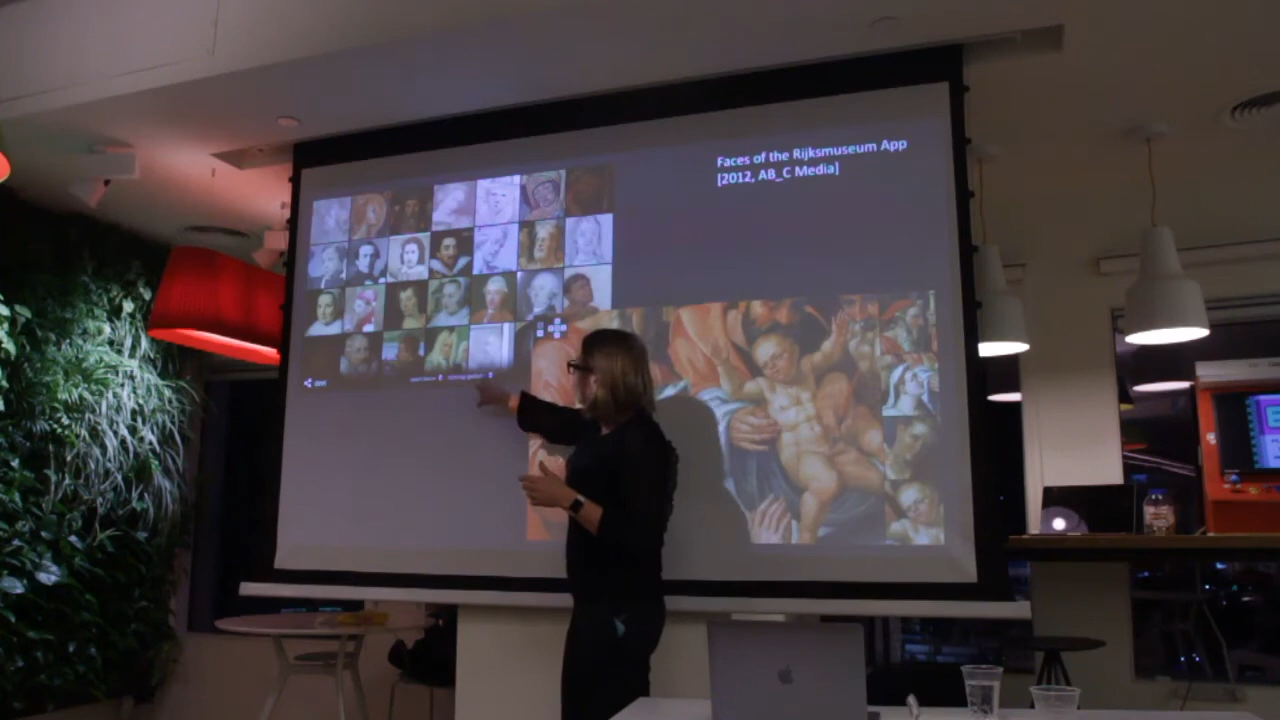 Faces of the Rijksmuseum App
[2012, AB_C Media]